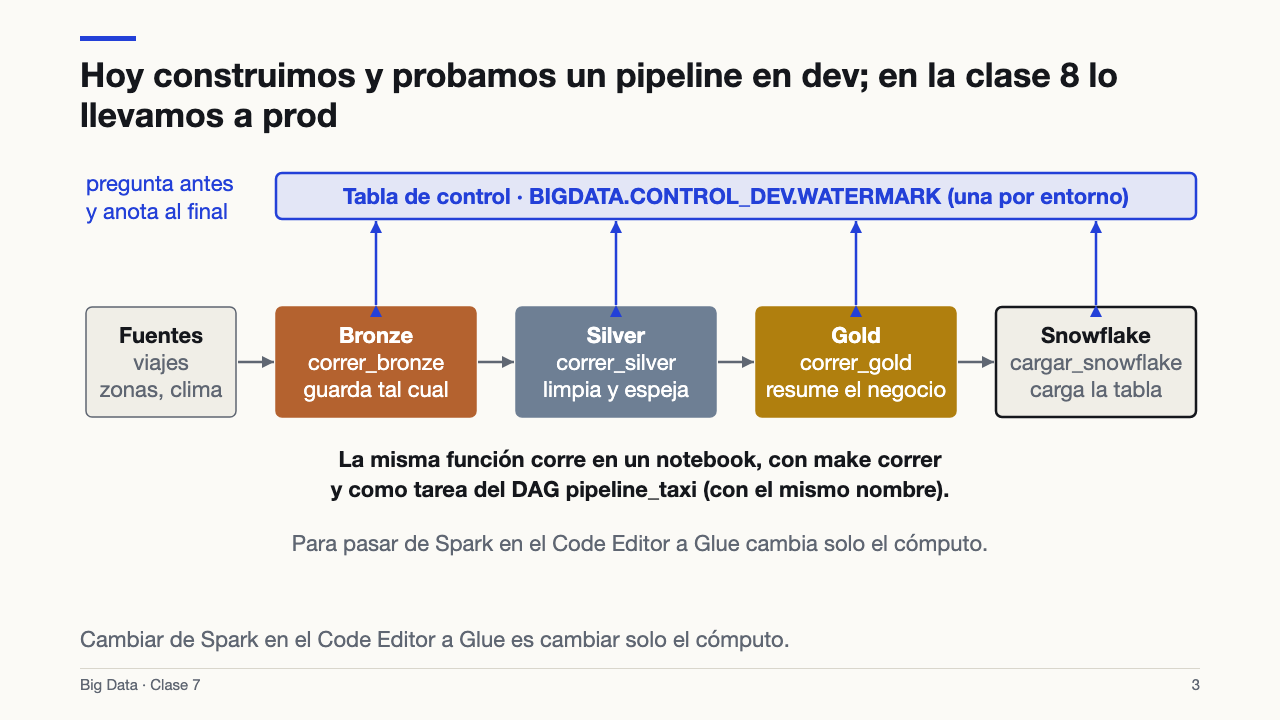 Hoy construimos y probamos un pipeline en dev; en la clase 8 lo
llevamos a prod
pregunta antes
y anota al final
Tabla de control · BIGDATA.CONTROL_DEV.WATERMARK (una por entorno)
Fuentes
viajes
zonas, clima
Bronze
correr_bronze
guarda tal cual
Silver
correr_silver
limpia y espeja
Gold
correr_gold
resume el negocio
Snowflake
cargar_snowflake
carga la tabla
La misma función corre en un notebook, con make correr
y como tarea del DAG pipeline_taxi (con el mismo nombre).
Para pasar de Spark en el Code Editor a Glue cambia solo el cómputo.
Cambiar de Spark en el Code Editor a Glue es cambiar solo el cómputo.
Big Data · Clase 7
3